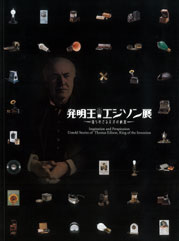 発明王エジソン展
Inspiration and Perspiration
Untold Stories of Thomas Edison, King of the Invention